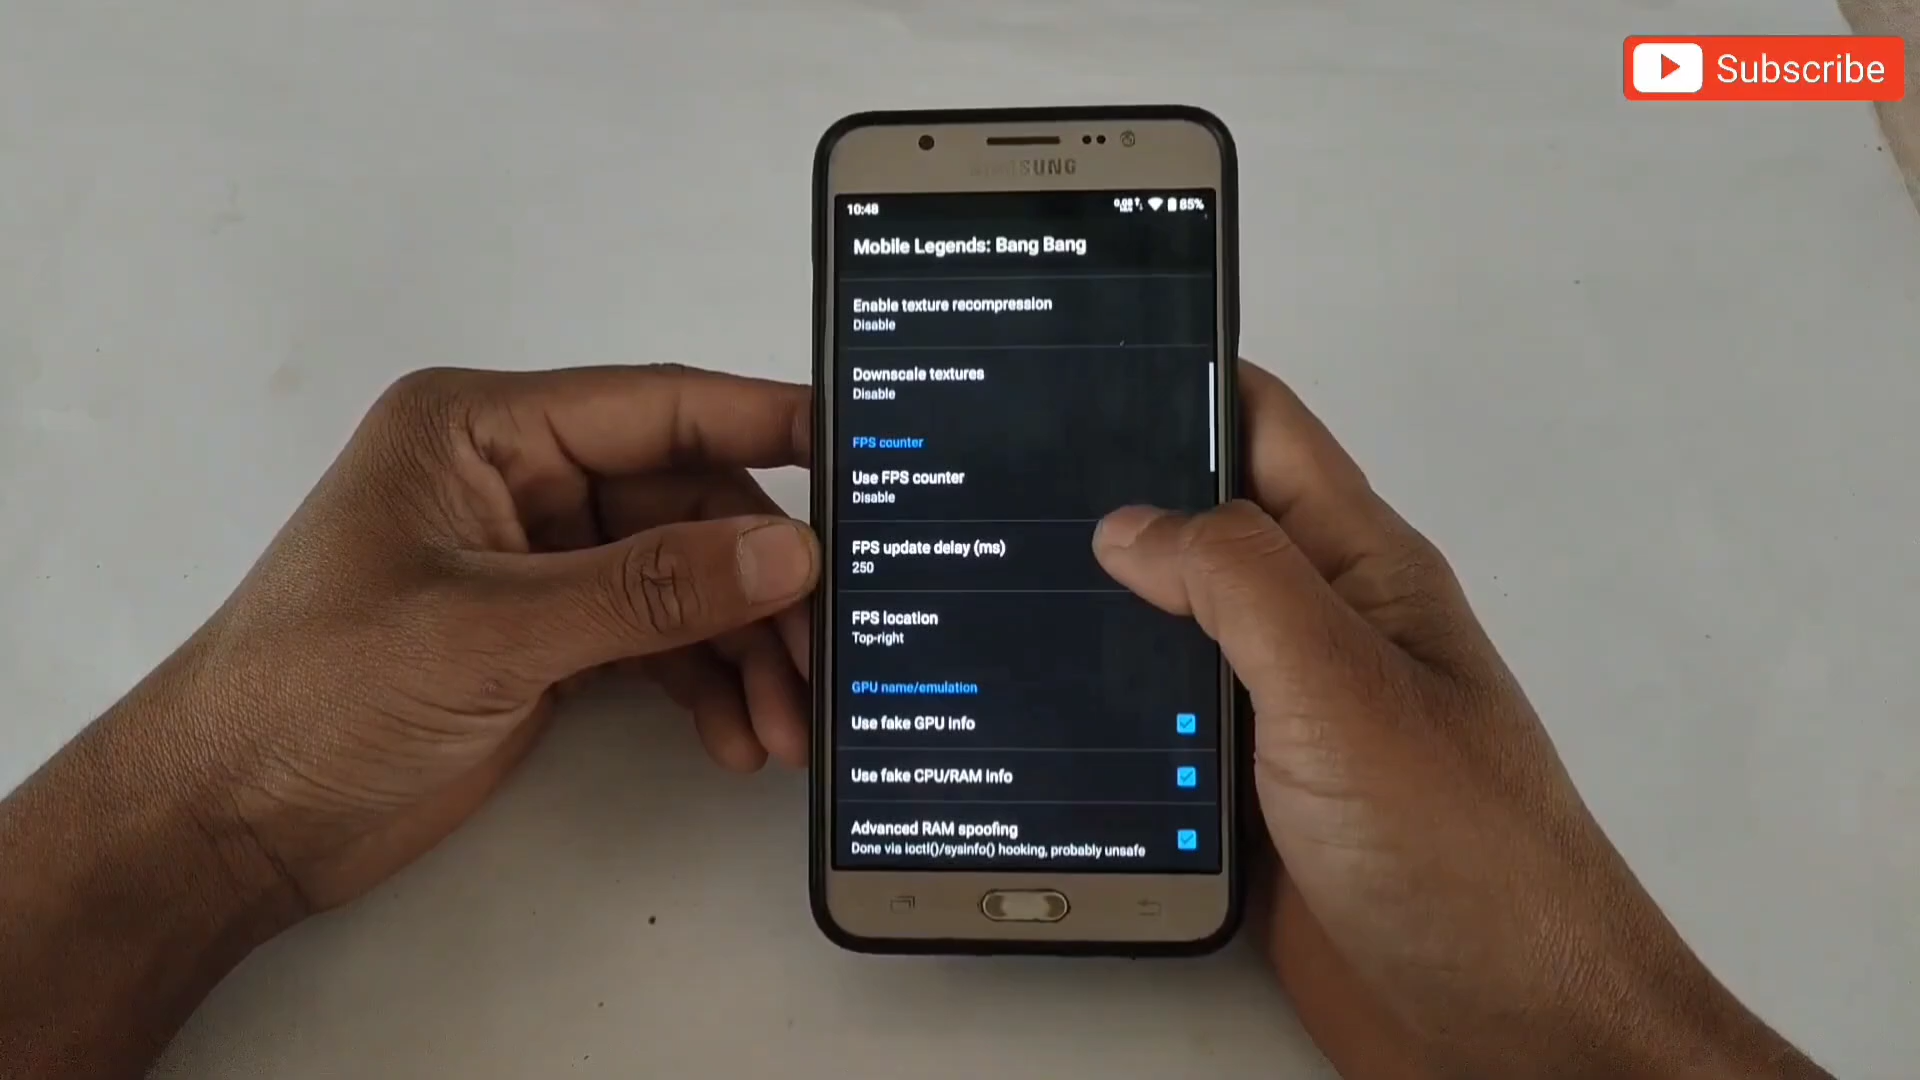 Subscribe
SAMSUNG
10:48
85%
Mobile Legends: Bang Bang
Enable texture recompression
Disable
Downscale textures
Disable
FPS counter
Use FPS counter
Disable
FPS update delay (ms)
250
FPS location
Top-right
GPU name/emulation
Use fake GPU info
Use fake CPU/RAM info
Advanced RAM spoofing
Done via ioctl()/sysinfo() hooking, probably unsafe